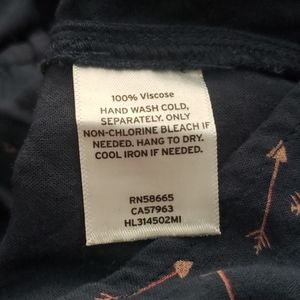 100% Viscose
HAND WASH COLD,
SEPARATELY. ONLY
NON-CHLORINE BLEACH IF
NEEDED. HANG TO DRY.
COOL IRON IF NEEDED.
RN58665
CA57963
HL314502MI